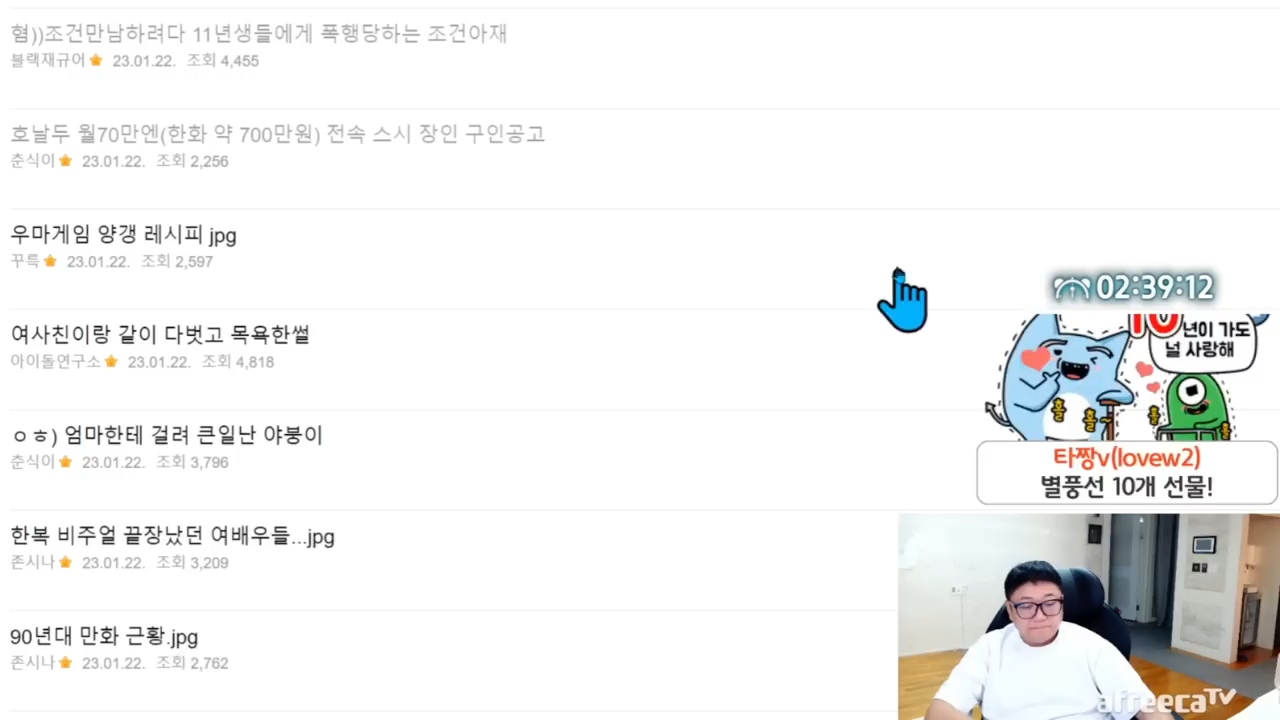 혐))조건만남하려다 11년생들에게 폭행당하는 조건아재
블랙재규어 23.01.22. 조회 4,455
호날두 월70만엔(한화 약 700만원) 전속 스시 장인 구인공고
춘식이 23.01.22. 조회 2,256
우마게임 양갱 레시피 jpg
꾸륵 23.01.22. 조회 2,597
02:39:12
여사친이랑 같이 다벗고 목욕한썰
아이돌연구소 23.01.22. 조회 4,818
10년이 가도
널 사랑해
홀 홀~
홀 홀
ㅇㅎ) 엄마한테 걸려 큰일난 야붕이
춘식이 23.01.22. 조회 3,796
타짱v(lovew2)
별풍선 10개 선물!
한복 비주얼 끝장났던 여배우들...jpg
존시나 23.01.22. 조회 3,209
90년대 만화 근황.jpg
존시나 23.01.22. 조회 2,762
afreecaTV